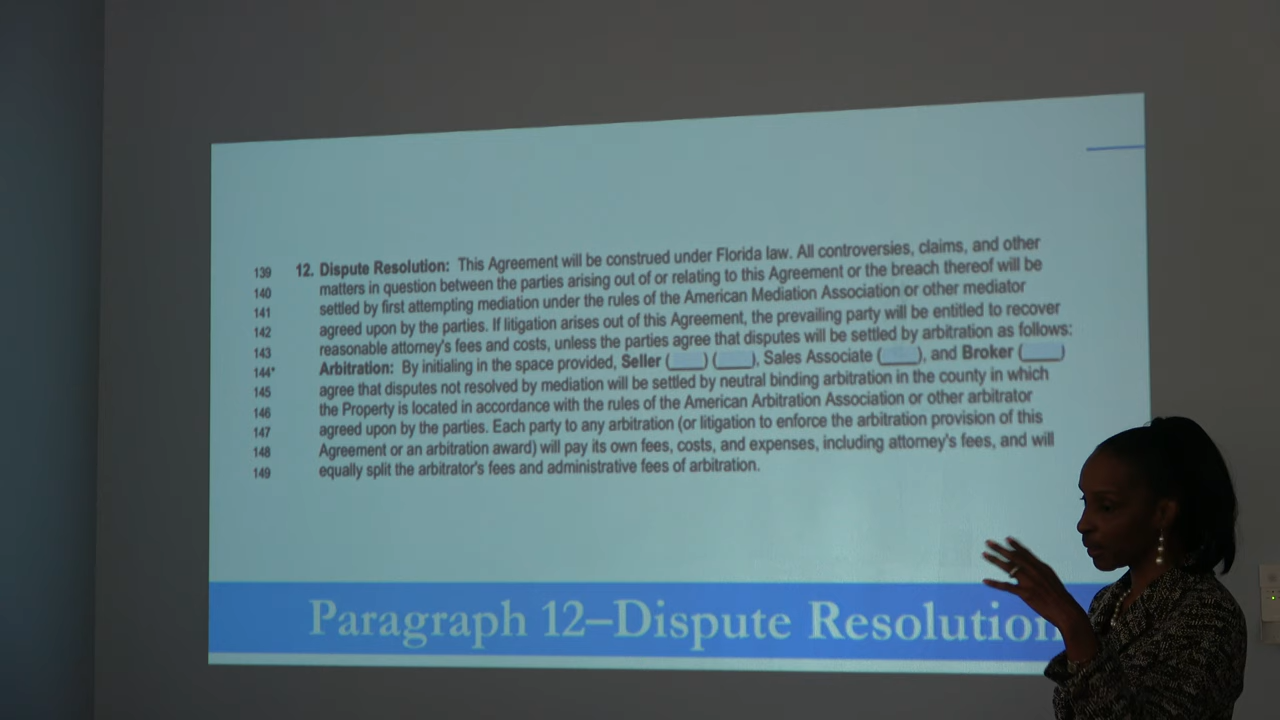 139 12. Dispute Resolution: This Agreement will be construed under Florida law. All controversies, claims, and other
140 matters in question between the parties arising out of or relating to this Agreement or the breach thereof will be
141 settled by first attempting mediation under the rules of the American Mediation Association or other mediator
142 agreed upon by the parties. If litigation arises out of this Agreement, the prevailing party will be entitled to recover
143 reasonable attorney's fees and costs, unless the parties agree that disputes will be settled by arbitration as follows:
144* Arbitration: By initialing in the space provided, Seller ( ) ( ), Sales Associate ( ), and Broker ( )
145 agree that disputes not resolved by mediation will be settled by neutral binding arbitration in the county in which
146 the Property is located in accordance with the rules of the American Arbitration Association or other arbitrator
147 agreed upon by the parties. Each party to any arbitration (or litigation to enforce the arbitration provision of this
148 Agreement or an arbitration award) will pay its own fees, costs, and expenses, including attorney's fees, and will
149 equally split the arbitrator's fees and administrative fees of arbitration.
Paragraph 12–Dispute Resolution